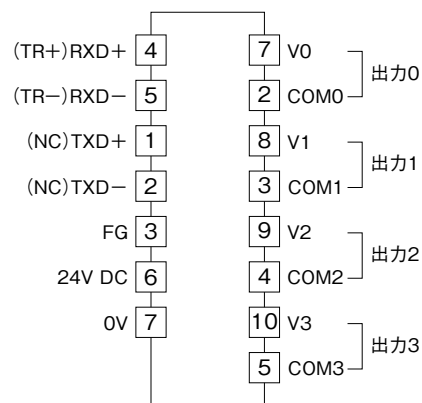 (TR+)RXD+ 4
(TR−)RXD− 5
(NC)TXD+ 1
(NC)TXD− 2
FG 3
24V DC 6
0V 7
7 V0
2 COM0
出力0
8 V1
3 COM1
出力1
9 V2
4 COM2
出力2
10 V3
5 COM3
出力3